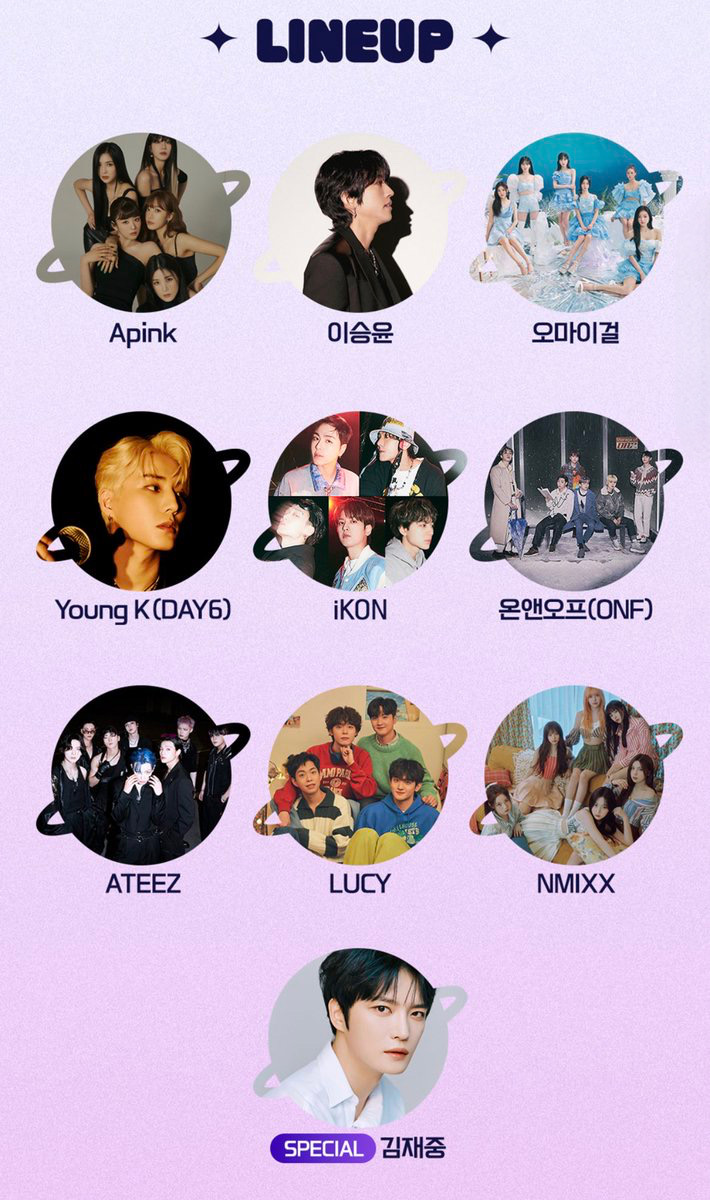 LINEUP
Apink
이승윤
오마이걸
Young K(DAY6)
iKON
온앤오프(ONF)
ATEEZ
LUCY
NMIXX
SPECIAL 김재중